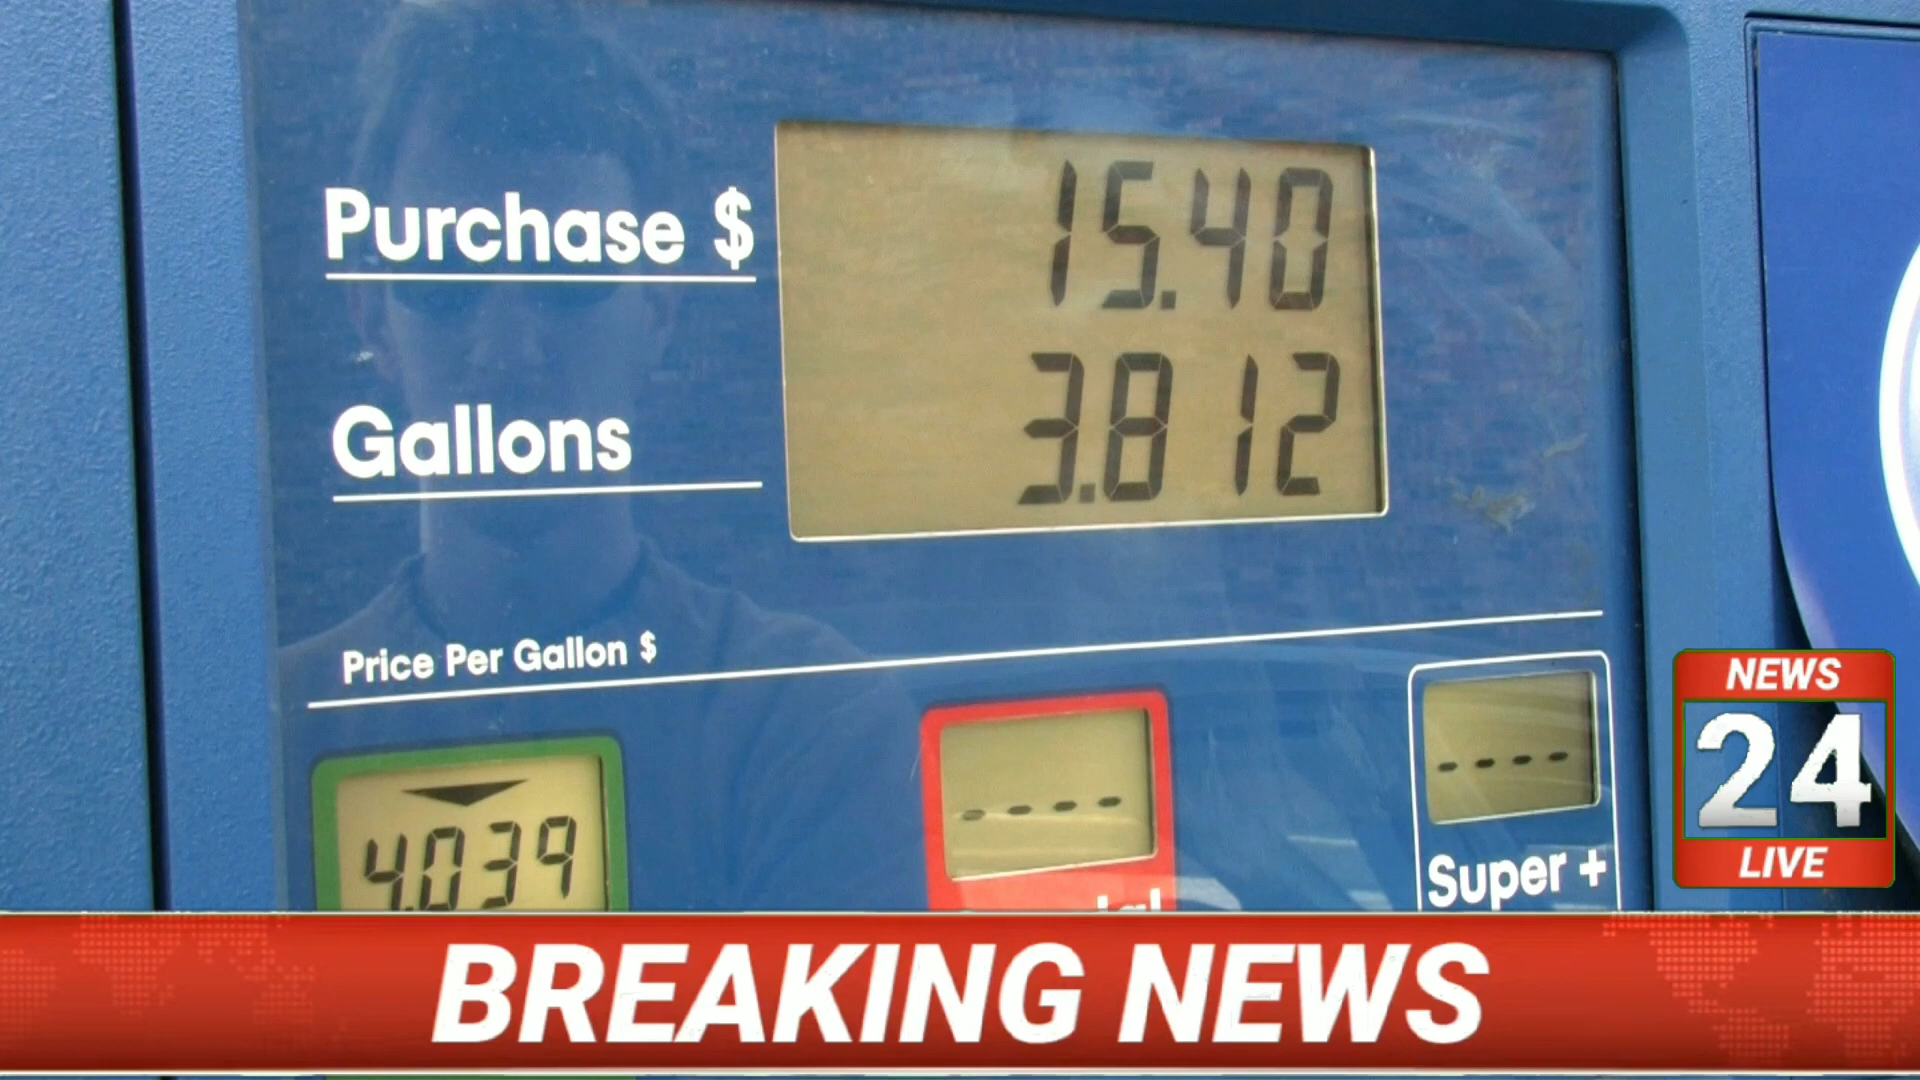 Purchase $ 15.40
Gallons 3.812
Price Per Gallon $
4.039
----
----
Super +
NEWS
24
LIVE
BREAKING NEWS